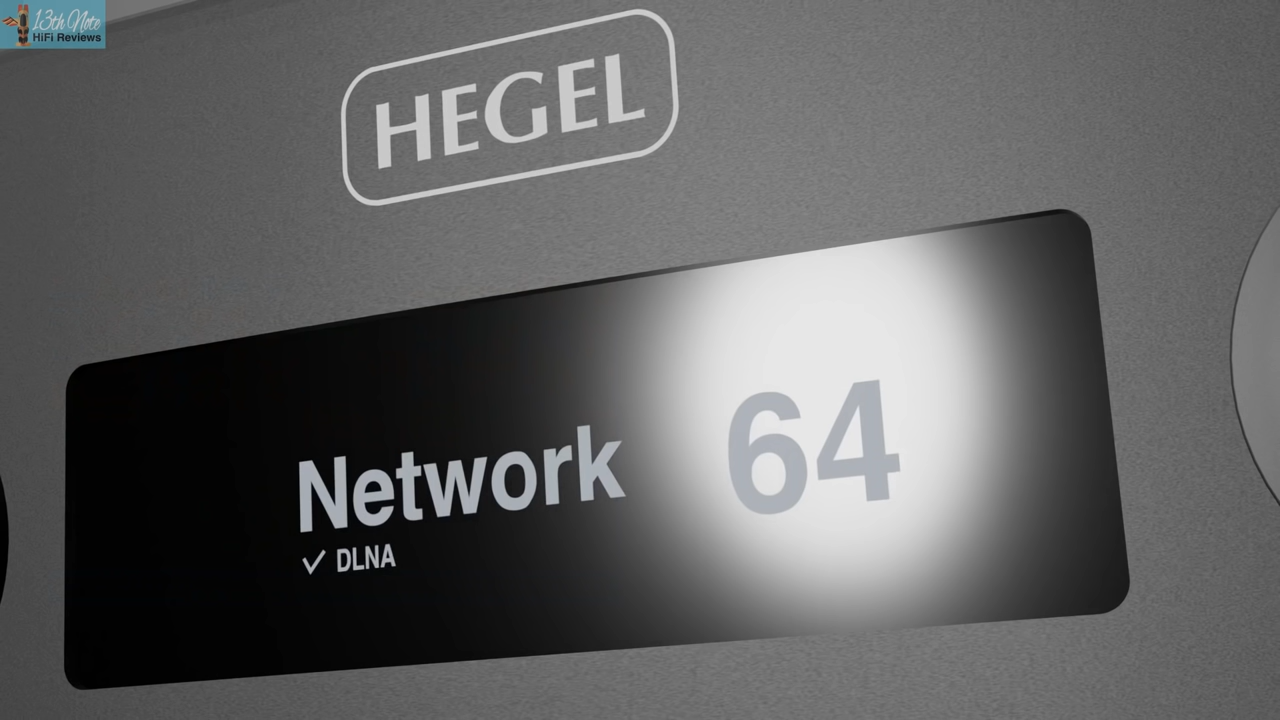 13th Note
HiFi Reviews
HEGEL
Network 64
✓ DLNA